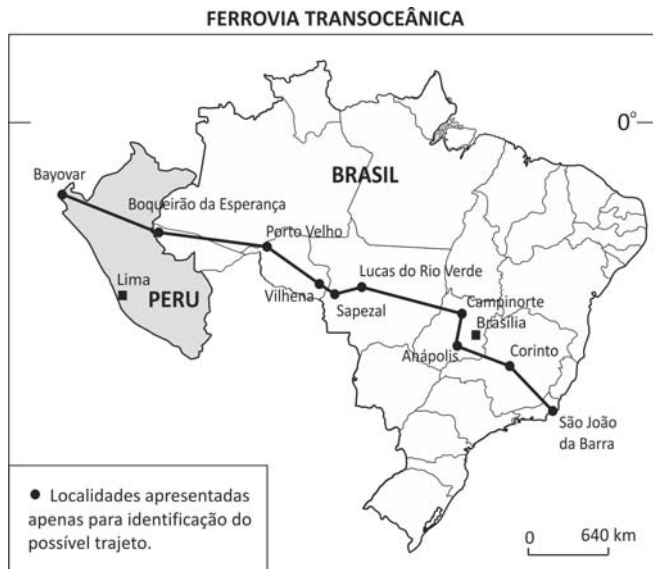 FERROVIA TRANSOCEÂNICA
0°
BRASIL
Bayovar
Boqueirão da Esperança
Porto Velho
Lima
PERU
Vilhena
Lucas do Rio Verde
Sapezal
Campinorte
Brasília
Anápolis
Corinto
São João
da Barra
● Localidades apresentadas
apenas para identificação do
possível trajeto.
0 640 km